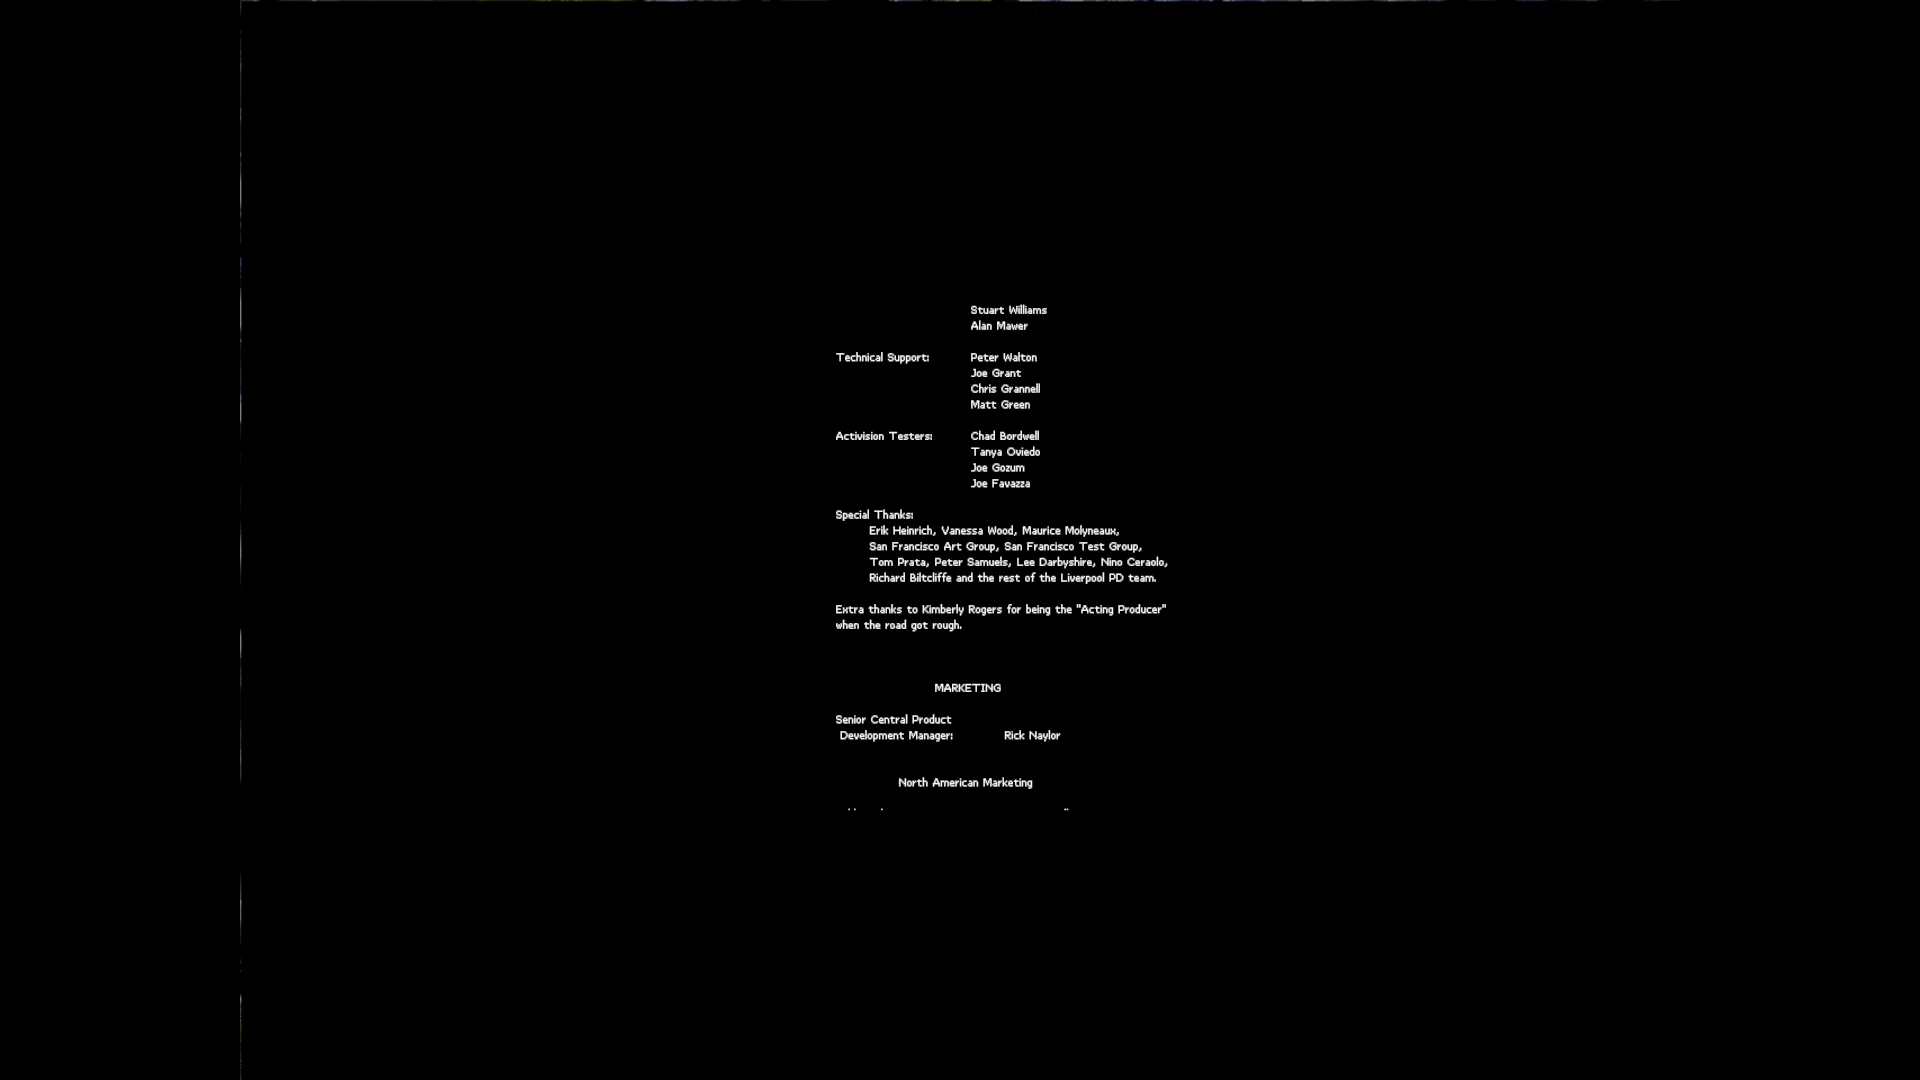 Stuart Williams
Alan Mawer
Technical Support: Peter Walton
Joe Grant
Chris Grannell
Matt Green
Activision Testers: Chad Bordwell
Tanya Oviedo
Joe Gozum
Joe Favazza
Special Thanks:
Erik Heinrich, Vanessa Wood, Maurice Molyneaux,
San Francisco Art Group, San Francisco Test Group,
Tom Prata, Peter Samuels, Lee Darbyshire, Nino Ceraolo,
Richard Biltcliffe and the rest of the Liverpool PD team.
Extra thanks to Kimberly Rogers for being the "Acting Producer"
when the road got rough.
MARKETING
Senior Central Product
Development Manager: Rick Naylor
North American Marketing